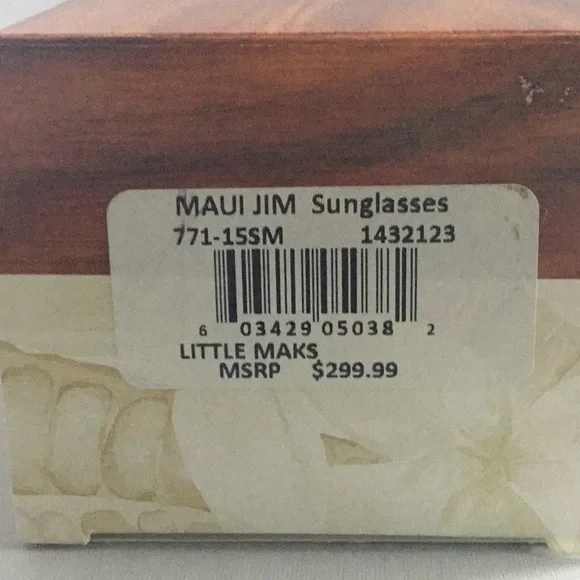 MAUI JIM Sunglasses
771-15SM 1432123
6 03429 05038 2
LITTLE MAKS
MSRP $299.99